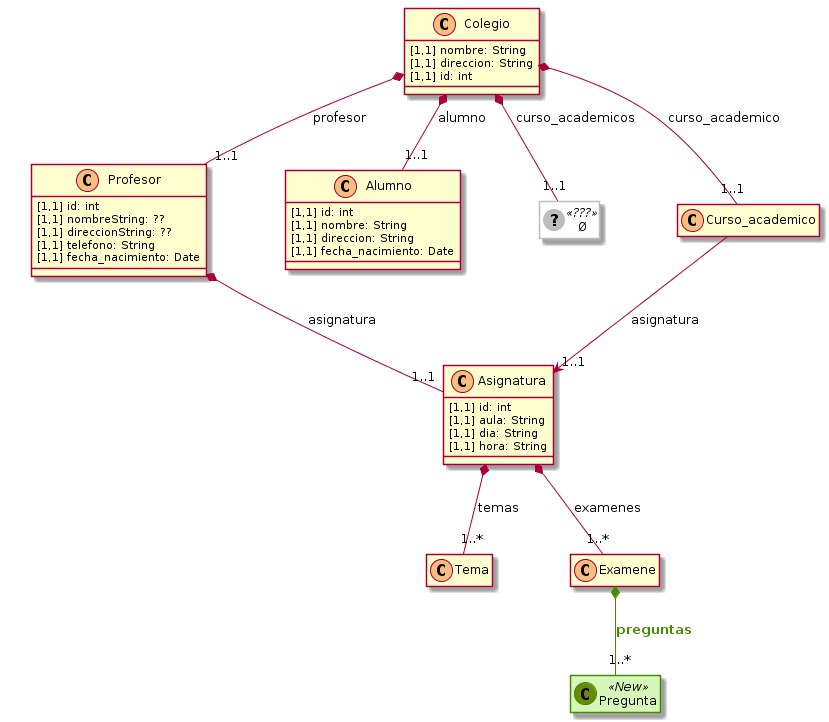 C Colegio
[1,1] nombre: String
[1,1] direccion: String
[1,1] id: int
profesor
alumno
curso_academicos
curso_academico
1..1
1..1
1..1
1..1
C Profesor
[1,1] id: int
[1,1] nombreString: ??
[1,1] direccionString: ??
[1,1] telefono: String
[1,1] fecha_nacimiento: Date
C Alumno
[1,1] id: int
[1,1] nombre: String
[1,1] direccion: String
[1,1] fecha_nacimiento: Date
? «???»
Ø
C Curso_academico
asignatura
asignatura
1..1
1..1
C Asignatura
[1,1] id: int
[1,1] aula: String
[1,1] dia: String
[1,1] hora: String
temas
examenes
1..*
1..*
C Tema
C Examene
preguntas
1..*
C «New»
Pregunta